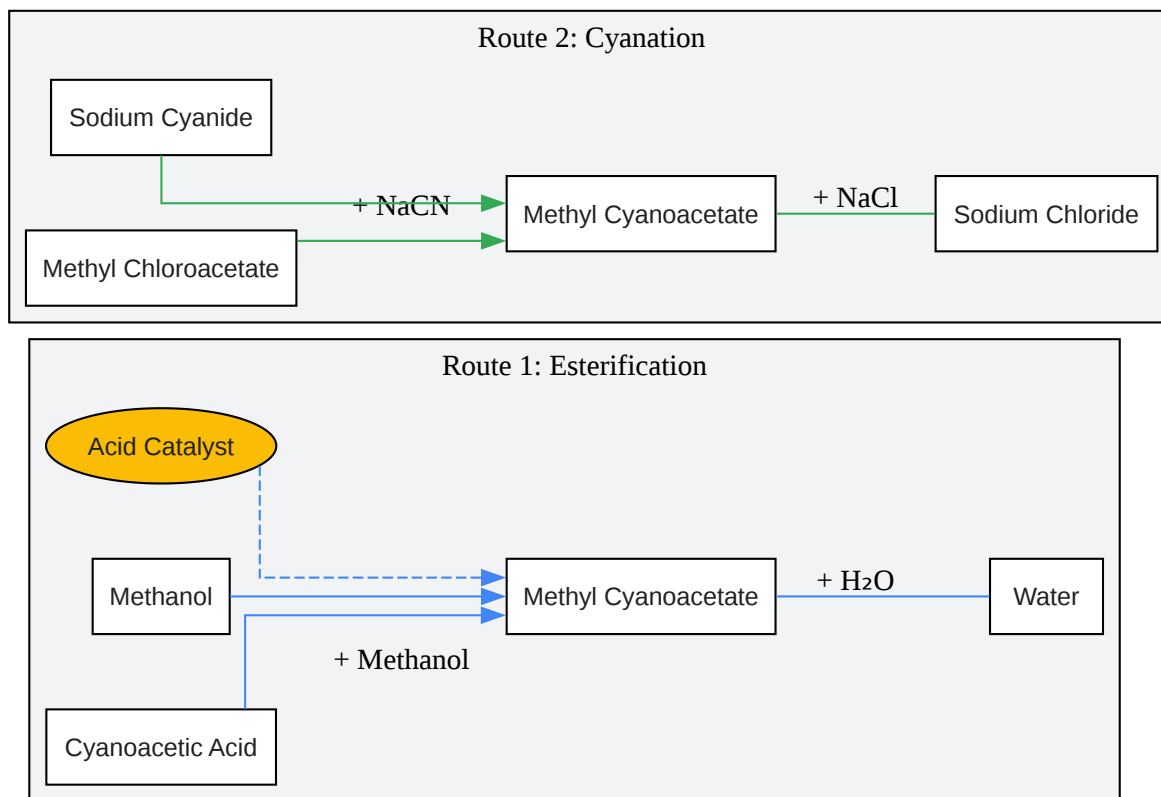 Route 2: Cyanation
Sodium Cyanide
+ NaCN
Methyl Cyanoacetate
+ NaCl
Sodium Chloride
Methyl Chloroacetate
Route 1: Esterification
Acid Catalyst
Methanol
Methyl Cyanoacetate
+ H₂O
Water
+ Methanol
Cyanoacetic Acid